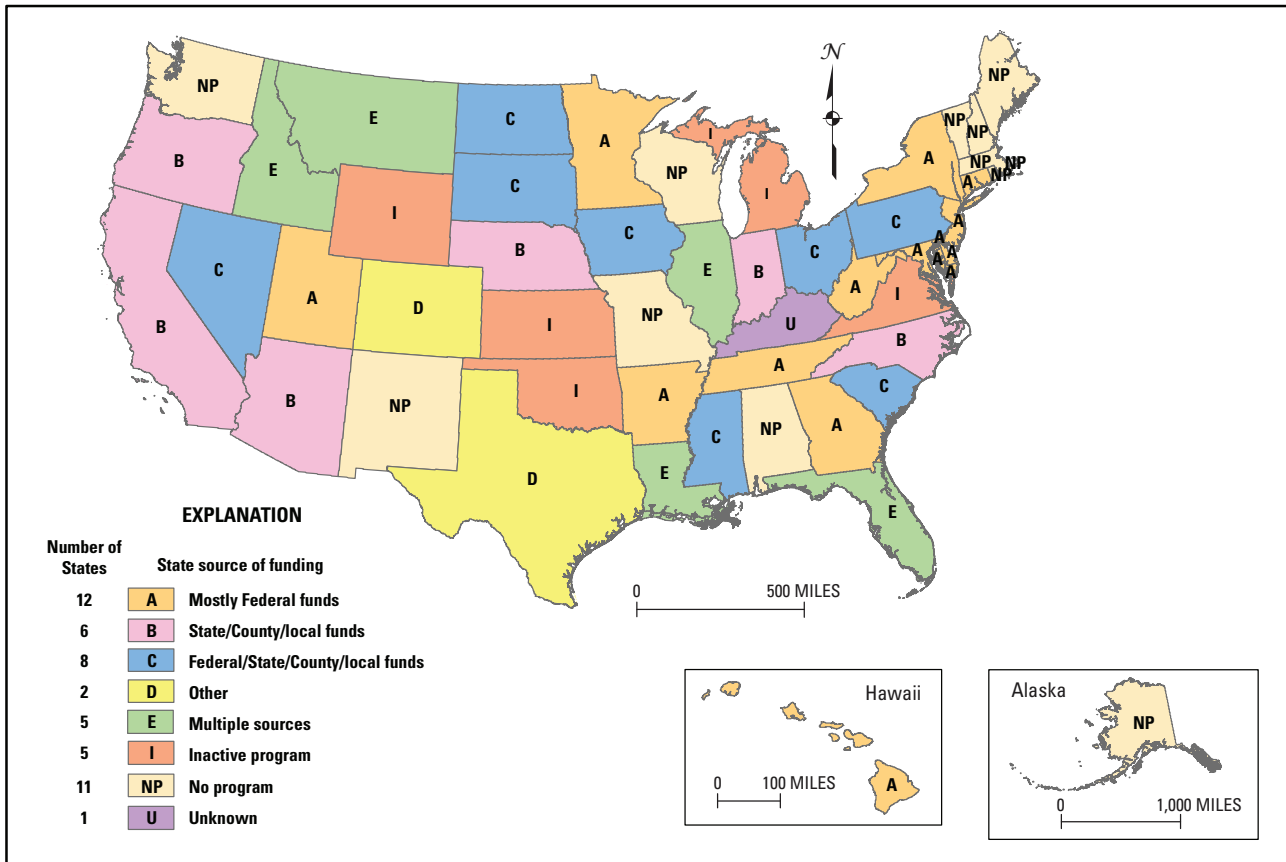 N
NP
NP
E
C
A
I
NP
NP
B
E
C
NP
I
A
NP
NP
I
C
A
NP
B
C
C
A
A
A
C
A
D
E
B
C
A
A
A
A
I
B
I
NP
U
B
NP
I
A
A
B
C
C
NP
A
D
E
E
EXPLANATION
Number of States
State source of funding
12 A Mostly Federal funds
6 B State/County/local funds
8 C Federal/State/County/local funds
2 D Other
5 E Multiple sources
5 I Inactive program
11 NP No program
1 U Unknown
0 500 MILES
Hawaii
A
0 100 MILES
Alaska
NP
0 1,000 MILES